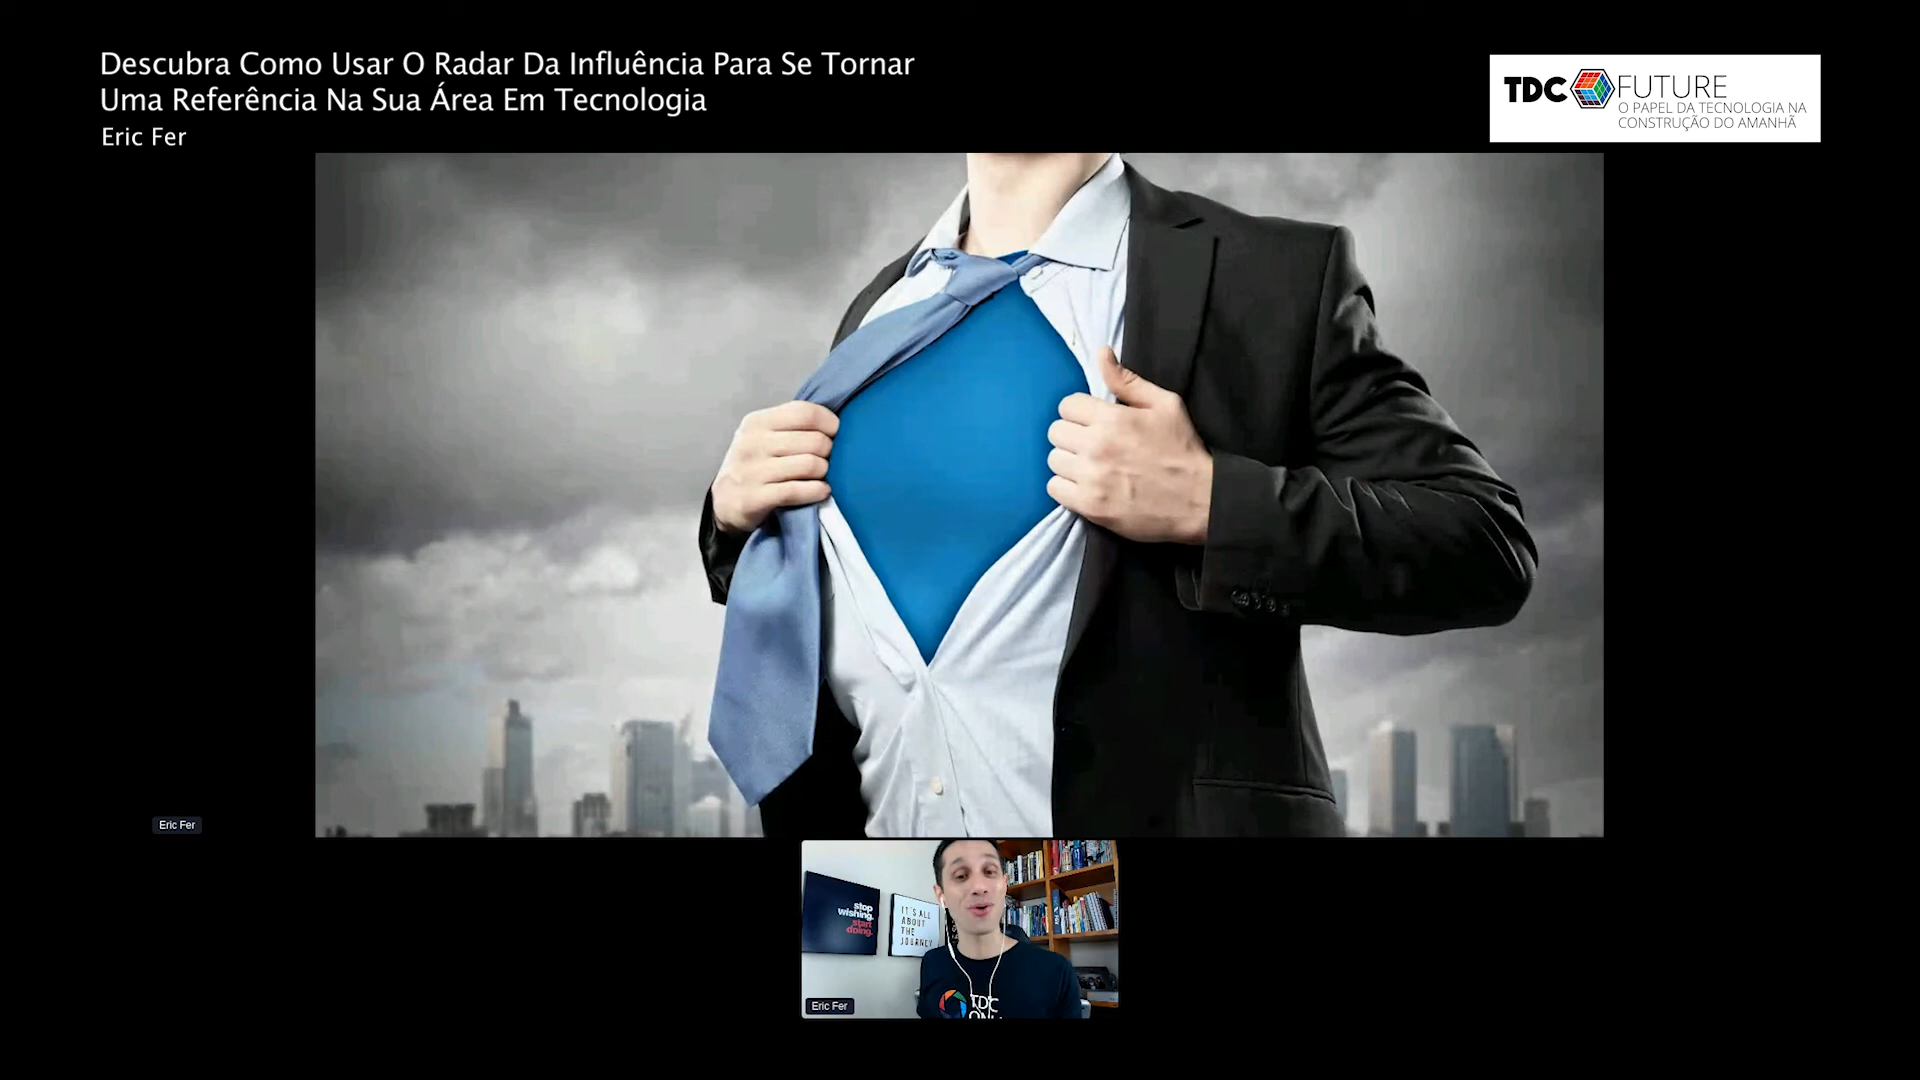 Descubra Como Usar O Radar Da Influência Para Se Tornar
Uma Referência Na Sua Área Em Tecnologia
Eric Fer
TDC FUTURE
O PAPEL DA TECNOLOGIA NA
CONSTRUÇÃO DO AMANHÃ
Eric Fer
stop
wishing.
start
doing.
IT'S ALL
ABOUT
THE
JOURNEY
TDC
Eric Fer